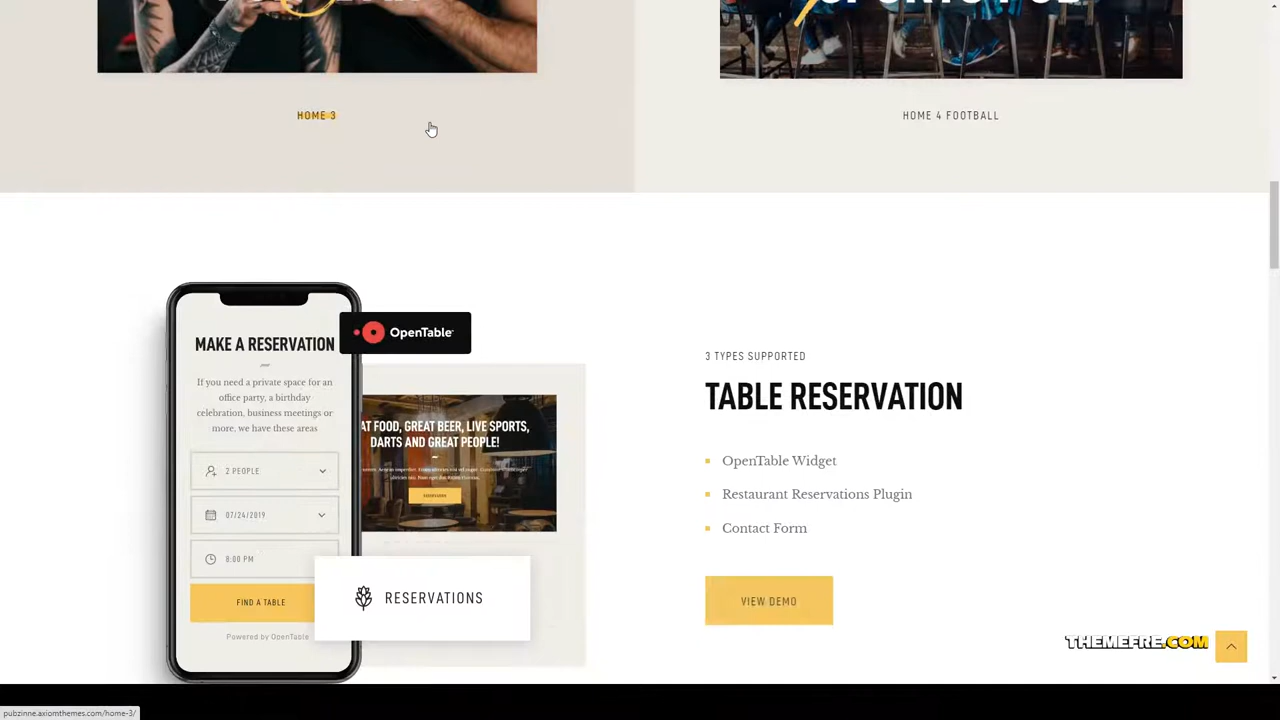 SPORTS PUB
HOME 3
HOME 4 FOOTBALL
MAKE A RESERVATION
If you need a private space for an
office party, a birthday
celebration, business meetings or
more, we have these areas
2 PEOPLE
07/24/2019
8:00 PM
FIND A TABLE
Powered by OpenTable
OpenTable
AT FOOD, GREAT BEER, LIVE SPORTS,
DARTS AND GREAT PEOPLE!
RESERVATIONS
3 TYPES SUPPORTED
TABLE RESERVATION
OpenTable Widget
Restaurant Reservations Plugin
Contact Form
VIEW DEMO
THEMEFRE.COM
pubzinne.axiomthemes.com/home-3/